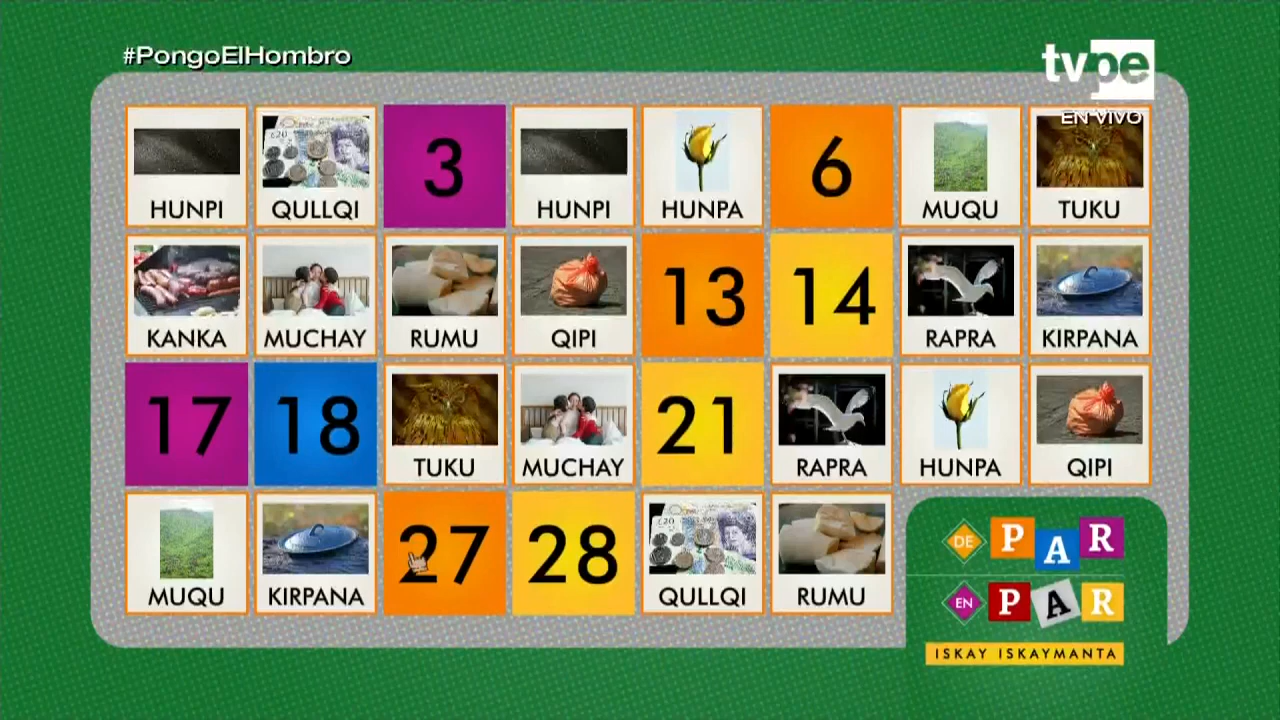 #PongoElHombro
tvpe
EN VIVO
HUNPI QULLQI 3 HUNPI HUNPA 6 MUQU TUKU
KANKA MUCHAY RUMU QIPI 13 14 RAPRA KIRPANA
17 18 TUKU MUCHAY 21 RAPRA HUNPA QIPI
MUQU KIRPANA 27 28 QULLQI RUMU
DE PAR
EN PAR
ISKAY ISKAYMANTA